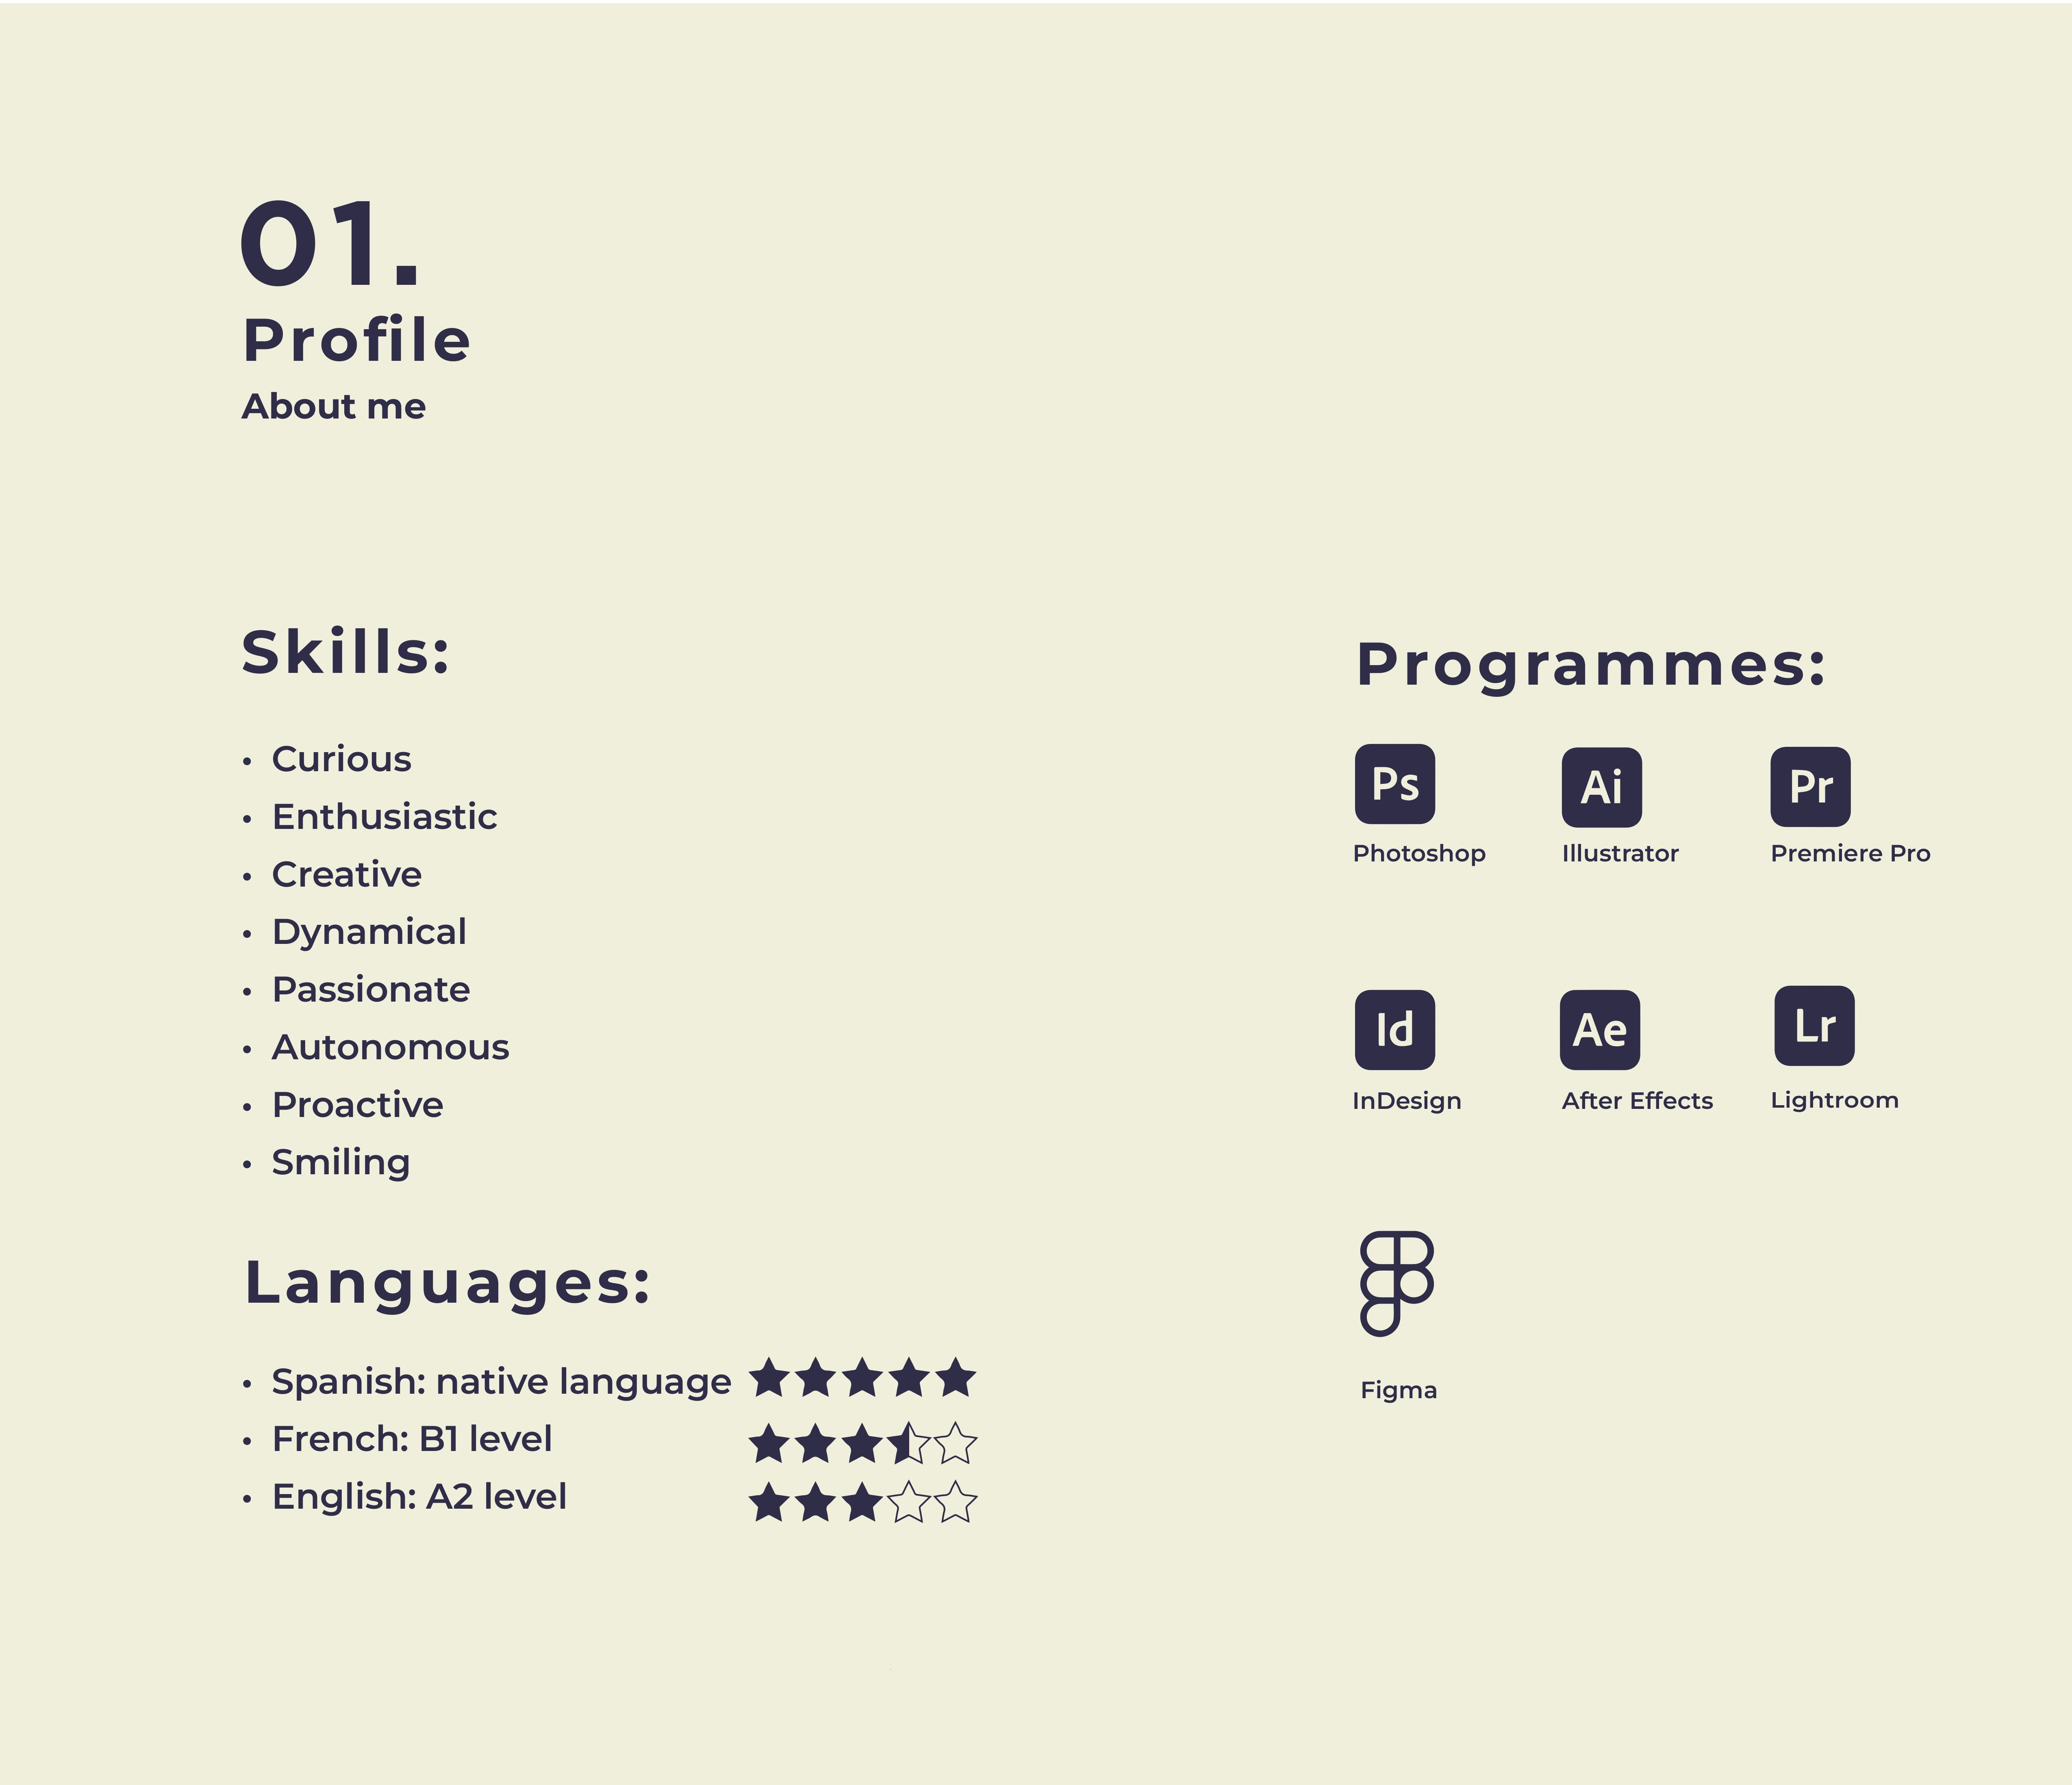 01.
Profile
About me
Skills:
• Curious
• Enthusiastic
• Creative
• Dynamical
• Passionate
• Autonomous
• Proactive
• Smiling
Languages:
• Spanish: native language
• French: B1 level
• English: A2 level
Programmes:
Ps
Ai
Pr
Photoshop
Illustrator
Premiere Pro
Id
Ae
Lr
InDesign
After Effects
Lightroom
Figma